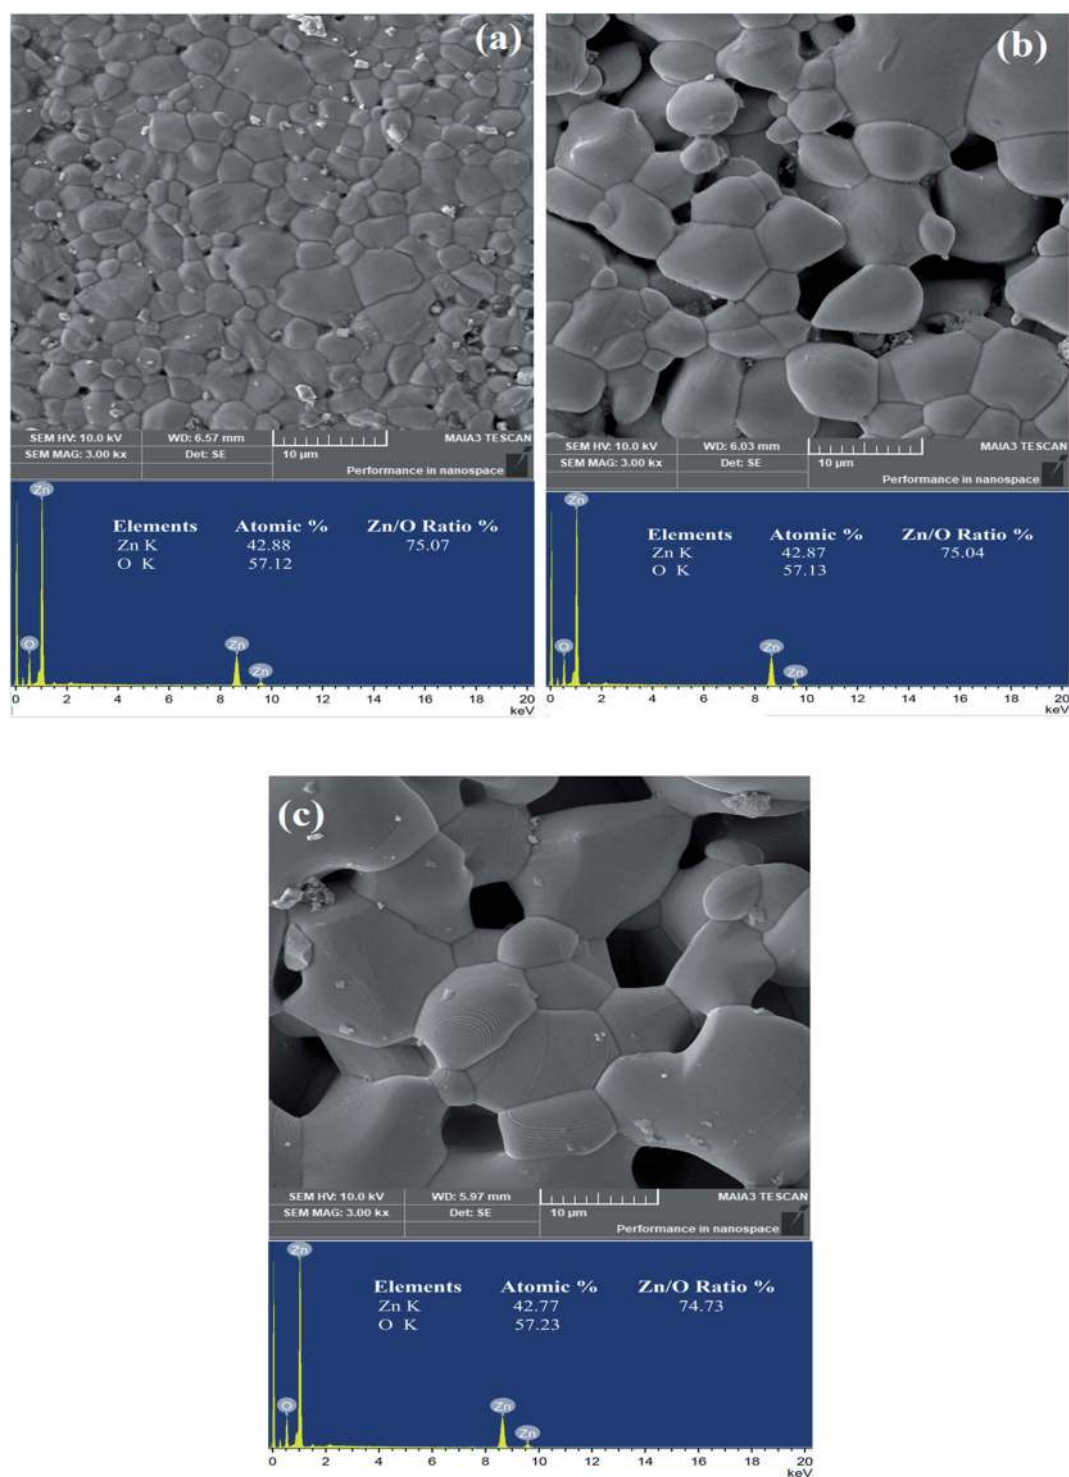 (a)
SEM HV: 10.0 kV WD: 6.57 mm MAIA3 TESCAN
SEM MAG: 3.00 kx Det: SE 10 µm
Performance in nanospace
Zn
Elements Atomic % Zn/O Ratio %
Zn K 42.88 75.07
O K 57.12
O Zn
Zn
0 2 4 6 8 10 12 14 16 18 20
keV
(b)
SEM HV: 10.0 kV WD: 6.03 mm MAIA3 TESCAN
SEM MAG: 3.00 kx Det: SE 10 µm
Performance in nanospace
Zn
Elements Atomic % Zn/O Ratio %
Zn K 42.87 75.04
O K 57.13
O Zn
Zn
0 2 4 6 8 10 12 14 16 18 20
keV
(c)
SEM HV: 10.0 kV WD: 5.97 mm MAIA3 TESCAN
SEM MAG: 3.00 kx Det: SE 10 µm
Performance in nanospace
Zn
Elements Atomic % Zn/O Ratio %
Zn K 42.77 74.73
O K 57.23
O Zn
Zn
0 2 4 6 8 10 12 14 16 18 20
keV